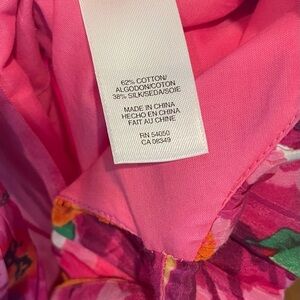 62% COTTON/
ALGODON/COTON
38% SILK/SEDA/SOIE
MADE IN CHINA
HECHO EN CHINA
FAIT AU CHINE
RN 54050
CA 08349